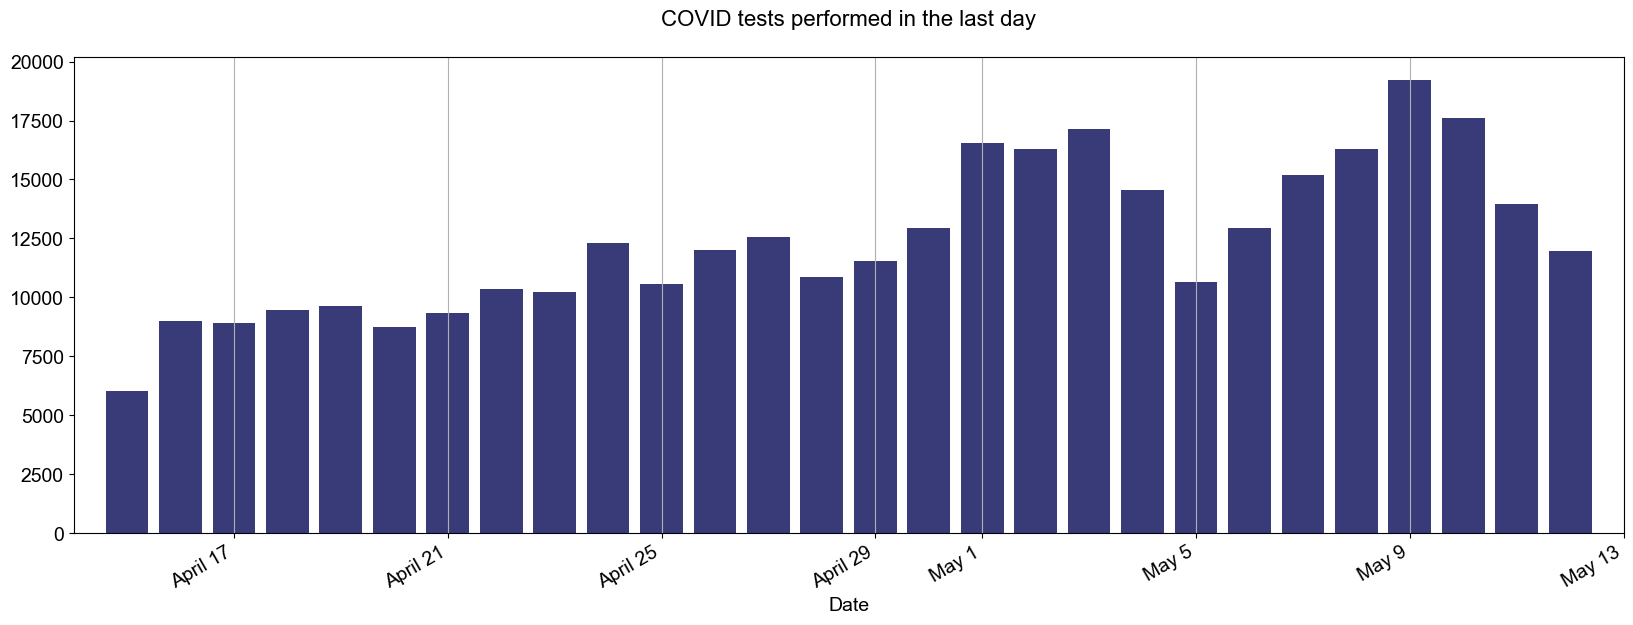 COVID tests performed in the last day
20000
17500
15000
12500
10000
7500
5000
2500
0
April 17
April 21
April 25
April 29
May 1
May 5
May 9
May 13
Date